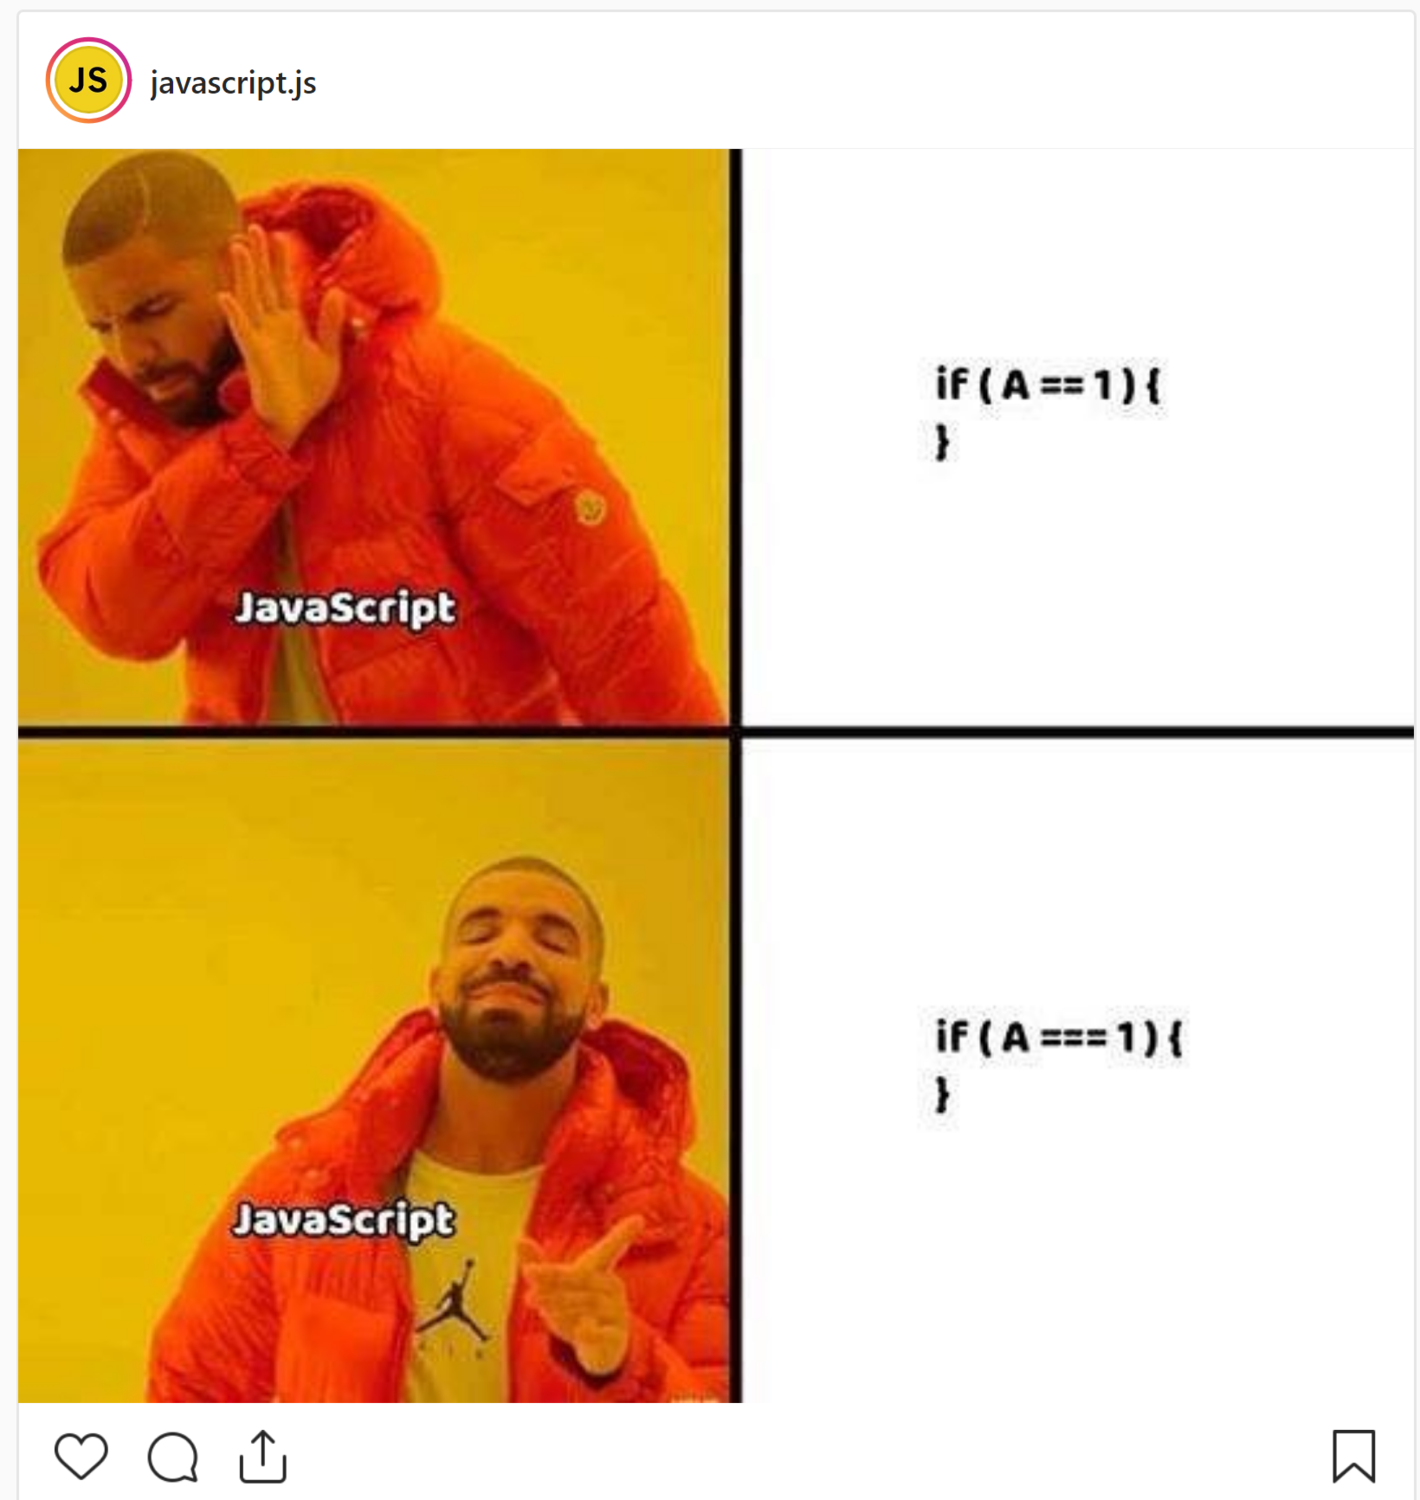 JS javascript.js
if ( A == 1 ) {
}
JavaScript
if ( A === 1 ) {
}
JavaScript